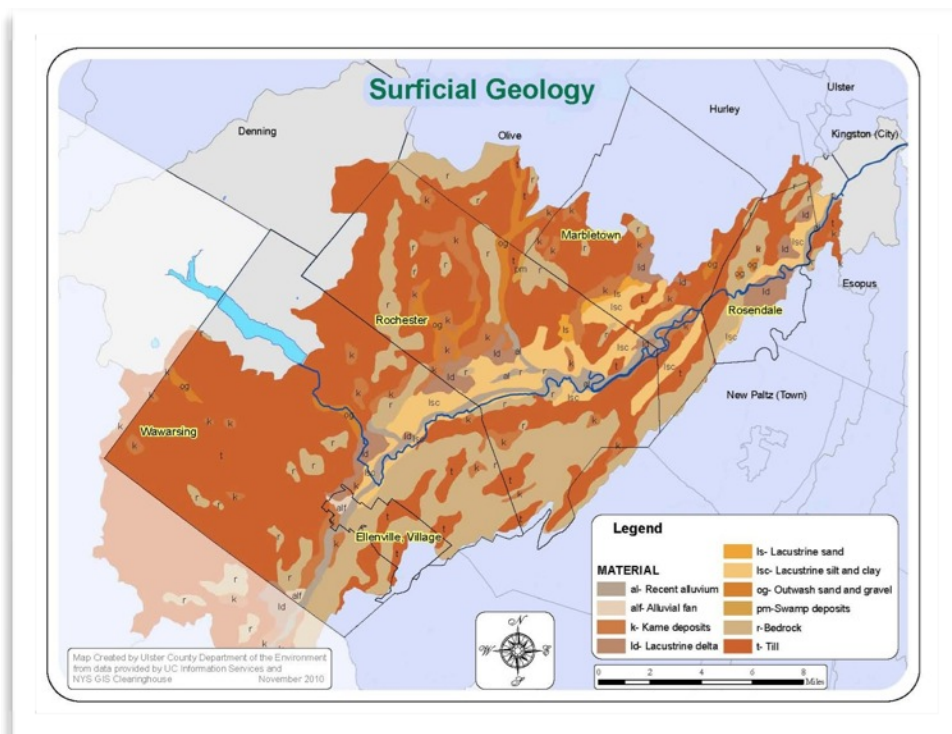 Surficial Geology
Ulster
Hurley
Kingston (City)
Denning
Olive
Marbletown
Esopus
Rochester
Rosendale
New Paltz (Town)
Wawarsing
Ellenville, Village
alf
alf
Legend
MATERIAL
al- Recent alluvium
alf- Alluvial fan
k- Kame deposits
ld- Lacustrine delta
ls- Lacustrine sand
lsc- Lacustrine silt and clay
og- Outwash sand and gravel
pm-Swamp deposits
r-Bedrock
t- Till
N
W E
S
0 2 4 6 8
Miles
Map Created by Ulster County Department of the Environment
from data provided by UC Information Services and
NYS GIS Clearinghouse November 2010